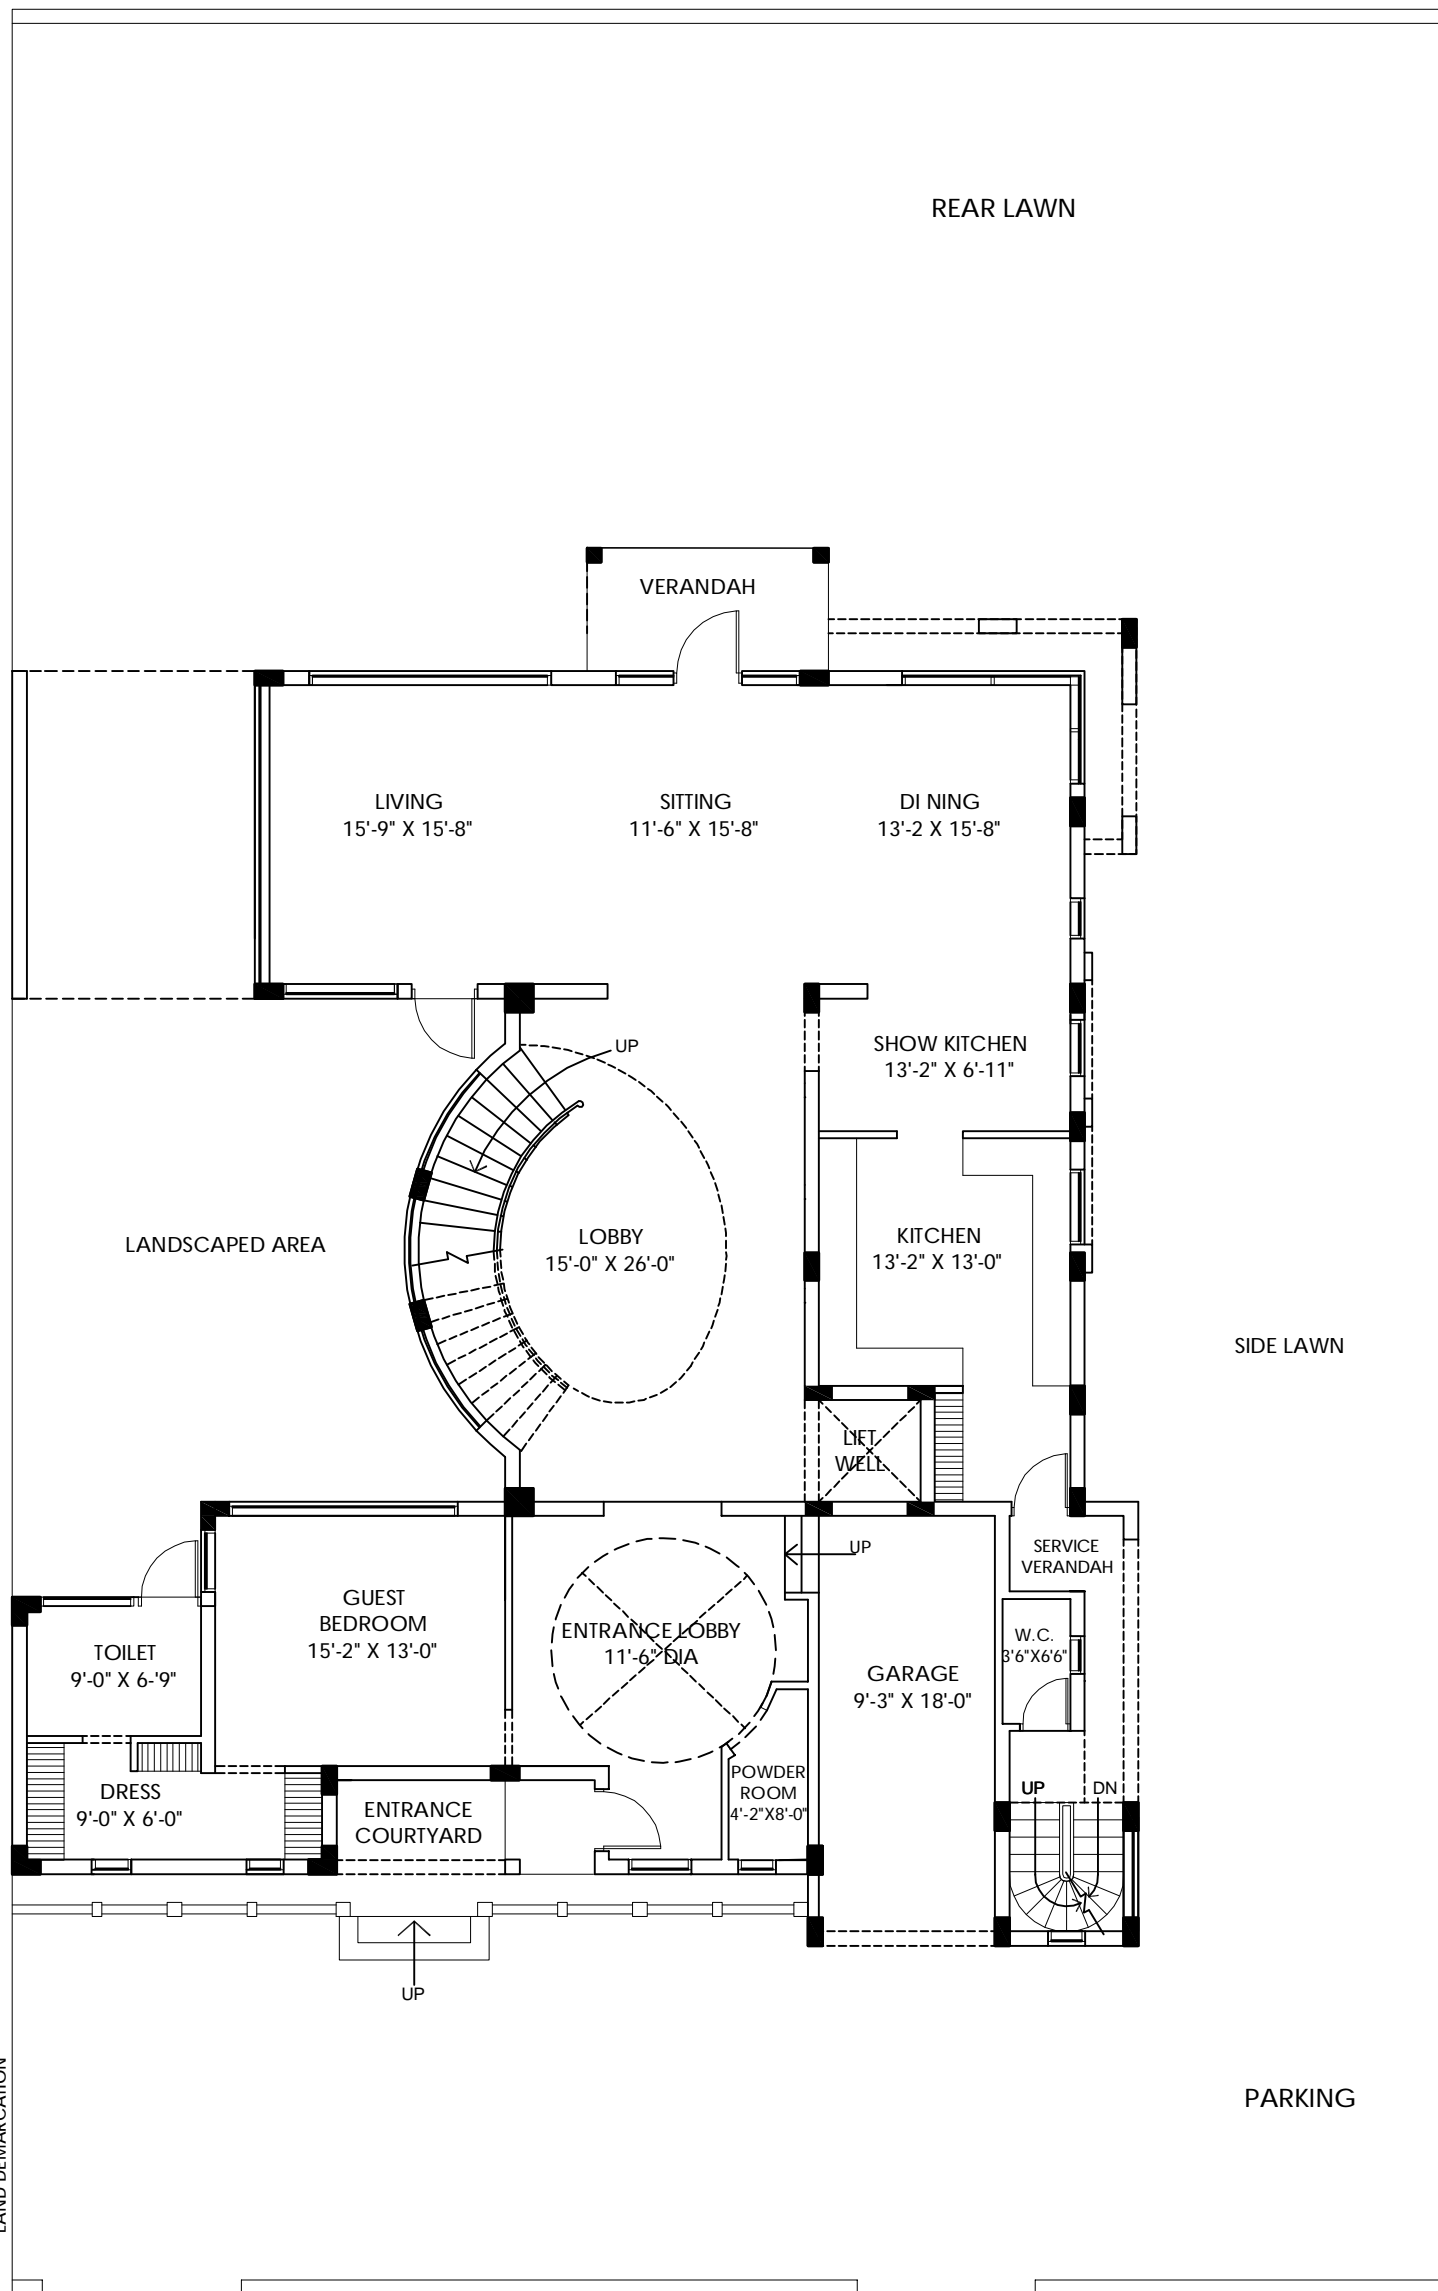 REAR LAWN
VERANDAH
LIVING
15'-9" X 15'-8"
SITTING
11'-6" X 15'-8"
DI NING
13'-2 X 15'-8"
SHOW KITCHEN
13'-2" X 6'-11"
UP
LANDSCAPED AREA
LOBBY
15'-0" X 26'-0"
KITCHEN
13'-2" X 13'-0"
SIDE LAWN
LIFT
WELL
UP
SERVICE
VERANDAH
GUEST
BEDROOM
15'-2" X 13'-0"
ENTRANCE LOBBY
11'-6" DIA
TOILET
9'-0" X 6-'9"
W.C.
3'6"X6'6"
GARAGE
9'-3" X 18'-0"
DRESS
9'-0" X 6'-0"
ENTRANCE
COURTYARD
POWDER
ROOM
4'-2"X8'-0"
UP
DN
UP
PARKING
LAND DEMARCATION